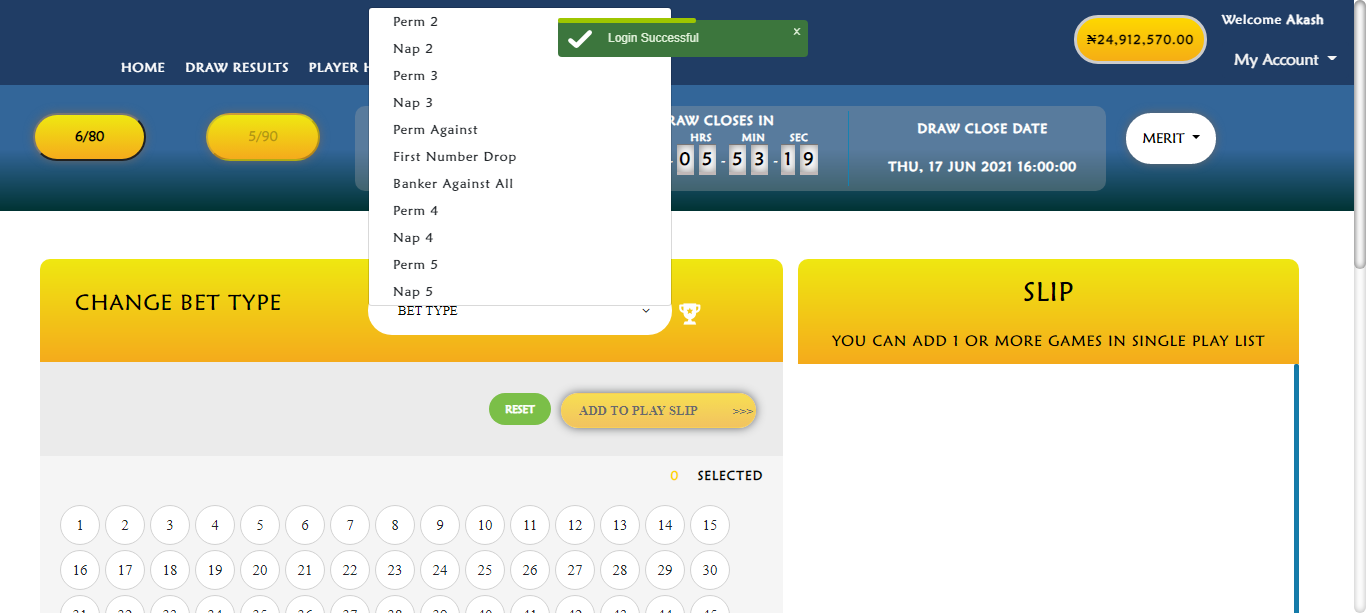 Perm 2
Nap 2
Perm 3
Nap 3
Perm Against
First Number Drop
Banker Against All
Perm 4
Nap 4
Perm 5
Nap 5
Login Successful
x
HOME DRAW RESULTS PLAYER
₦24,912,570.00
Welcome Akash
My Account
6/80
5/90
DRAW CLOSES IN
HRS MIN SEC
05-53-19
DRAW CLOSE DATE
THU, 17 JUN 2021 16:00:00
MERIT
CHANGE BET TYPE
BET TYPE
SLIP
YOU CAN ADD 1 OR MORE GAMES IN SINGLE PLAY LIST
RESET
ADD TO PLAY SLIP >>>
0 SELECTED
1 2 3 4 5 6 7 8 9 10 11 12 13 14 15
16 17 18 19 20 21 22 23 24 25 26 27 28 29 30